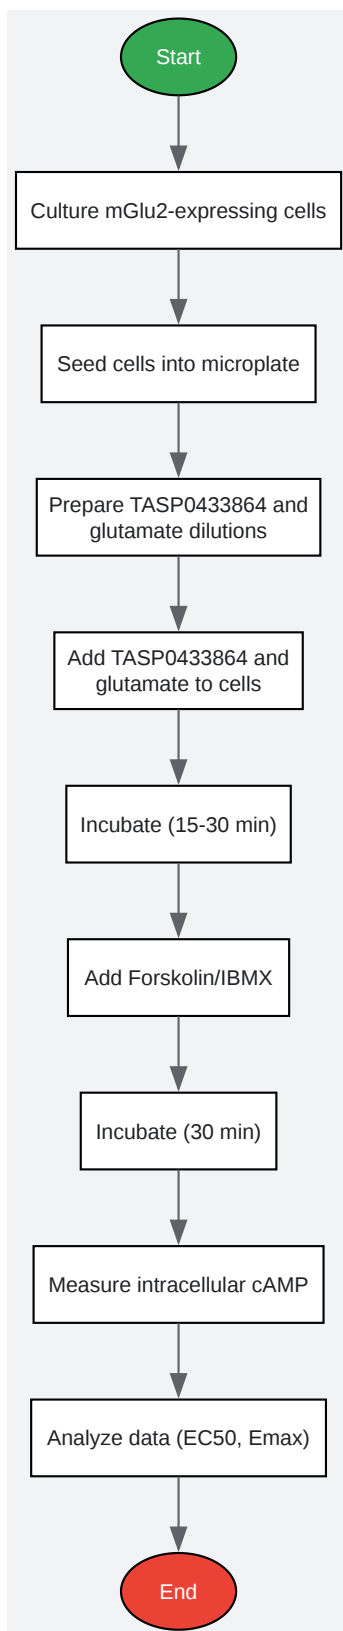 Start
Culture mGlu2-expressing cells
Seed cells into microplate
Prepare TASP0433864 and
glutamate dilutions
Add TASP0433864 and
glutamate to cells
Incubate (15-30 min)
Add Forskolin/IBMX
Incubate (30 min)
Measure intracellular cAMP
Analyze data (EC50, Emax)
End